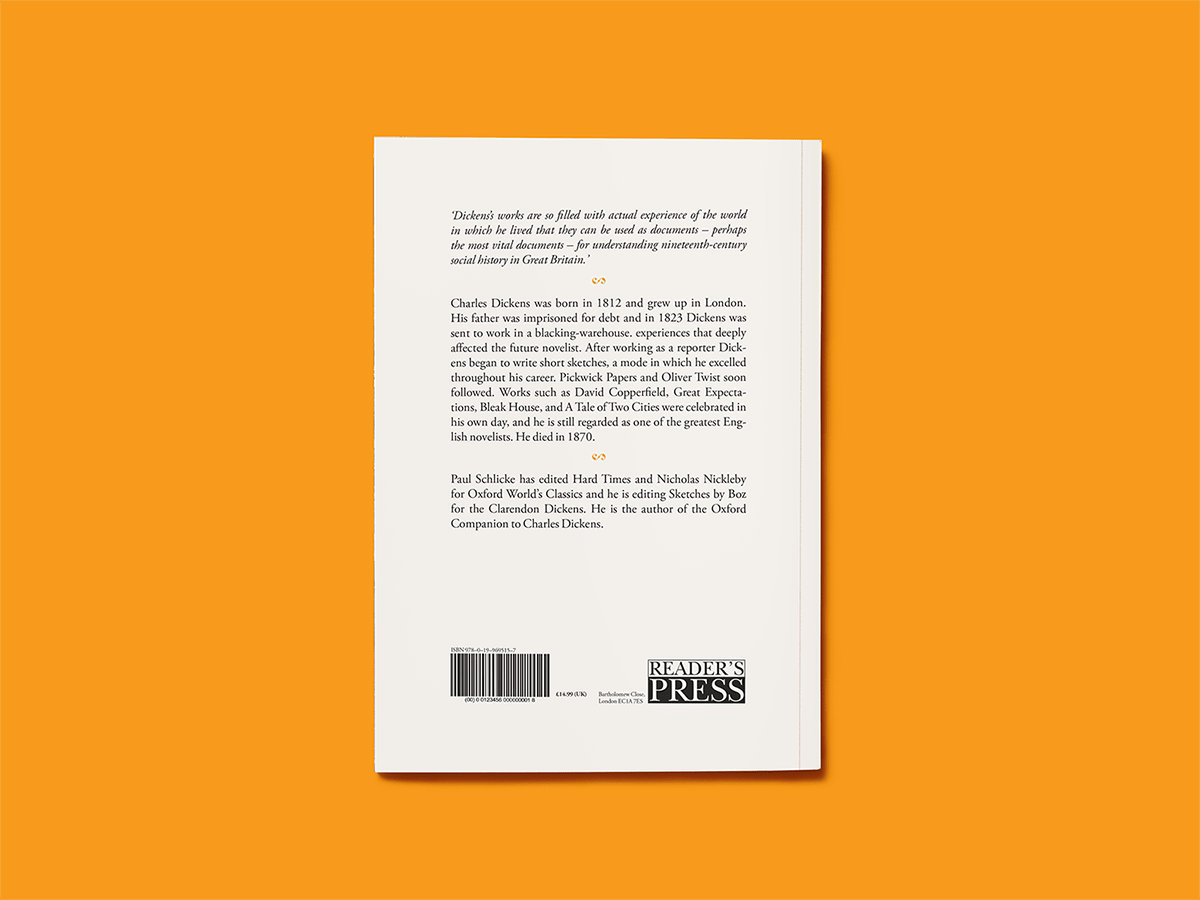 ‘Dickens's works are so filled with actual experience of the world
in which he lived that they can be used as documents – perhaps
the most vital documents – for understanding nineteenth-century
social history in Great Britain.’
Charles Dickens was born in 1812 and grew up in London.
His father was imprisoned for debt and in 1823 Dickens was
sent to work in a blacking-warehouse. experiences that deeply
affected the future novelist. After working as a reporter Dick-
ens began to write short sketches, a mode in which he excelled
throughout his career. Pickwick Papers and Oliver Twist soon
followed. Works such as David Copperfield, Great Expecta-
tions, Bleak House, and A Tale of Two Cities were celebrated in
his own day, and he is still regarded as one of the greatest Eng-
lish novelists. He died in 1870.
Paul Schlicke has edited Hard Times and Nicholas Nickleby
for Oxford World’s Classics and he is editing Sketches by Boz
for the Clarendon Dickens. He is the author of the Oxford
Companion to Charles Dickens.
ISBN 978–0–19–969515–7
(00) 0 0123456 000000001 8
£14.99 (UK)
Bartholomew Close,
London EC1A 7ES
READER’S
PRESS